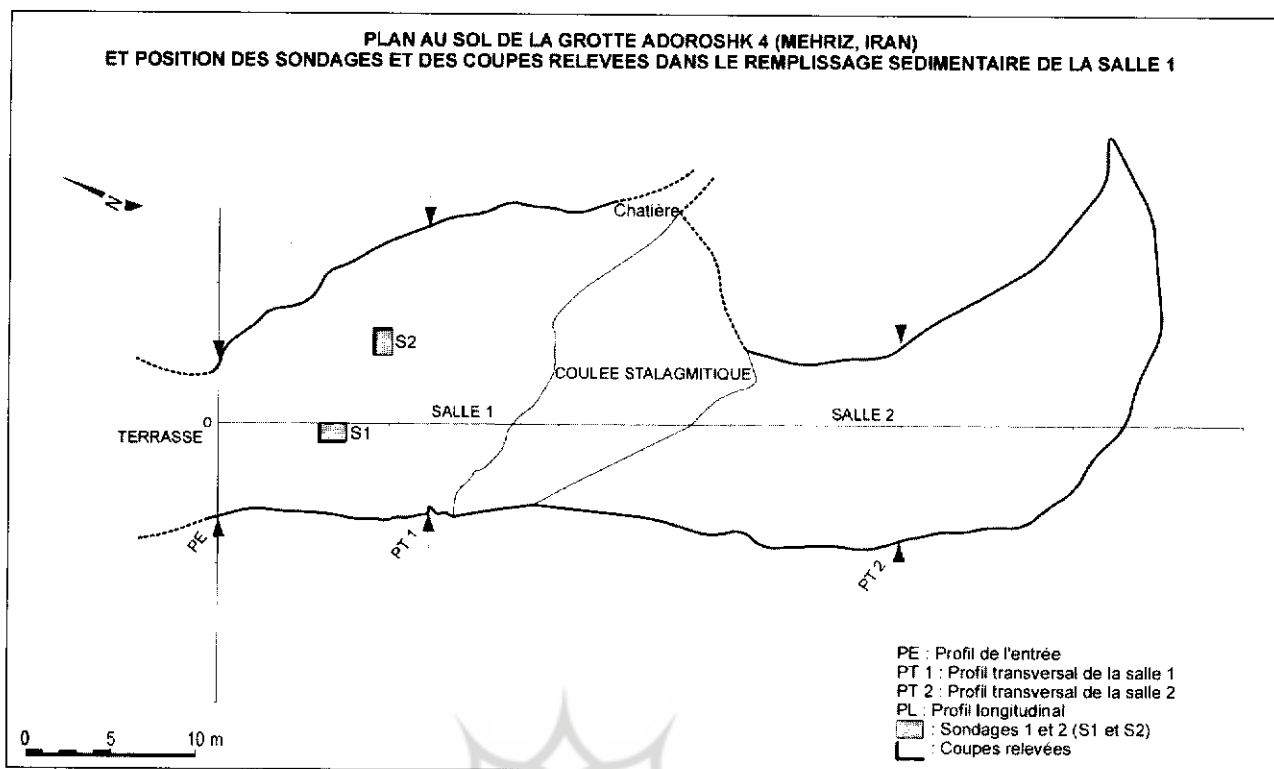 PLAN AU SOL DE LA GROTTE ADOROSHK 4 (MEHRIZ, IRAN)
ET POSITION DES SONDAGES ET DES COUPES RELEVEES DANS LE REMPLISSAGE SEDIMENTAIRE DE LA SALLE 1
N
Chatière
S2
COULEE STALAGMITIQUE
SALLE 1
SALLE 2
0
TERRASSE
S1
PE
PT 1
PT 2
PE : Profil de l'entrée
PT 1 : Profil transversal de la salle 1
PT 2 : Profil transversal de la salle 2
PL : Profil longitudinal
: Sondages 1 et 2 (S1 et S2)
: Coupes relevées
0 5 10 m